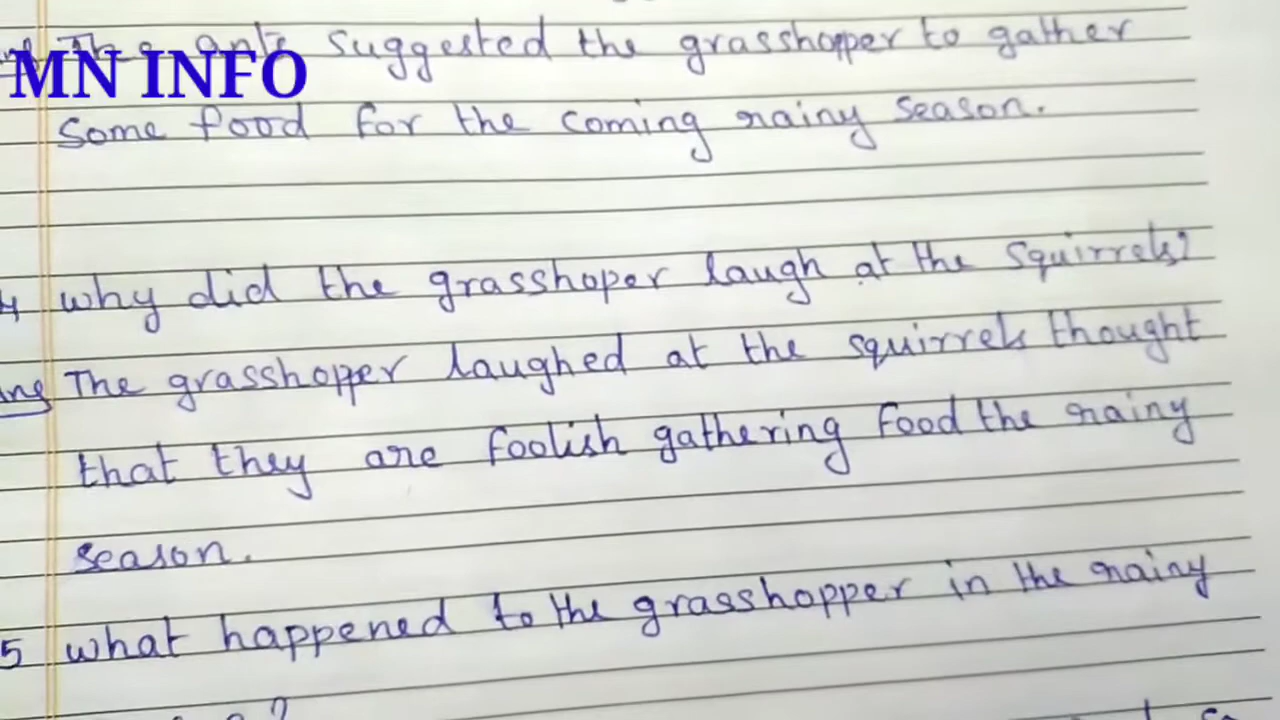 The ants suggested the grasshopper to gather
MN INFO
some food for the coming rainy season.
4 why did the grasshoper laugh at the squirrels?
Ans The grasshopper laughed at the squirrels thought
that they are foolish gathering food the rainy
season.
5 what happened to the grasshopper in the rainy